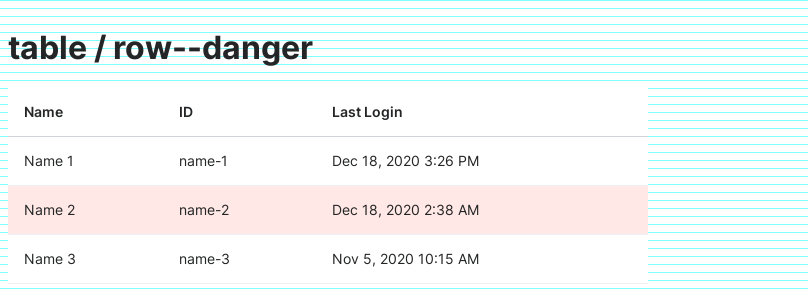 table / row--danger
Name ID Last Login
Name 1 name-1 Dec 18, 2020 3:26 PM
Name 2 name-2 Dec 18, 2020 2:38 AM
Name 3 name-3 Nov 5, 2020 10:15 AM